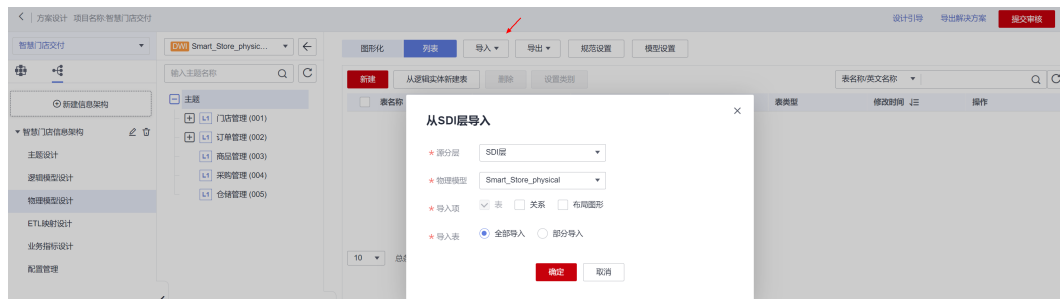 方案设计 项目名称:智慧门店交付
设计引导 导出解决方案 提交审核
智慧门店交付
DWI Smart_Store_physic...
图形化 列表 导入 导出 规范设置 模型设置
输入主题名称
新建 从逻辑实体新建表 删除 设置类别
表名称/英文名称
新建信息架构
主题
表名称
表类型 修改时间 操作
L1 门店管理 (001)
智慧门店信息架构
L1 订单管理 (002)
主题设计
L1 商品管理 (003)
逻辑模型设计
L1 采购管理 (004)
物理模型设计
L1 仓储管理 (005)
ETL映射设计
业务指标设计
配置管理
从SDI层导入
* 源分层 SDI层
* 物理模型 Smart_Store_physical
* 导入项 表 关系 布局图形
* 导入表 全部导入 部分导入
10
确定 取消